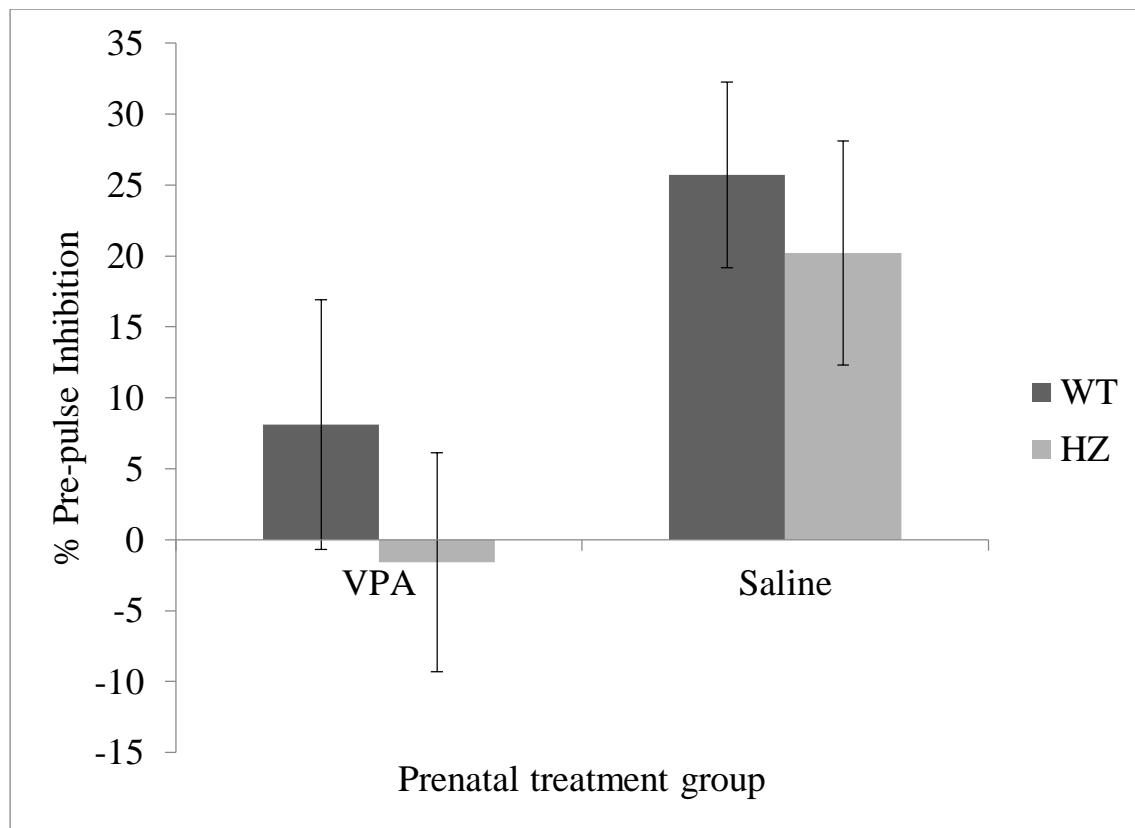 % Pre-pulse Inhibition
35
30
25
20
15
10
5
0
-5
-10
-15
VPA
Saline
Prenatal treatment group
WT
HZ